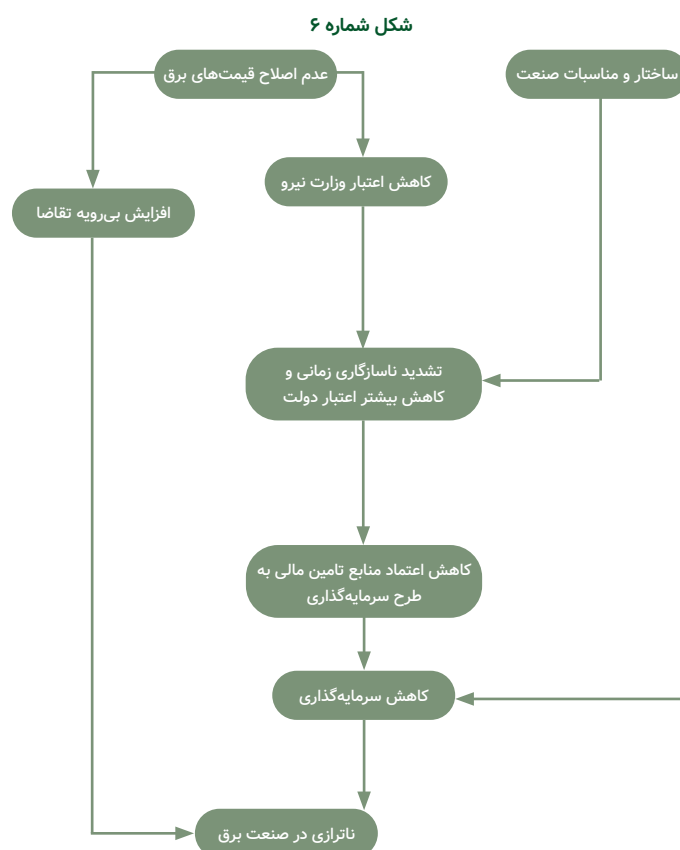 شکل شماره ۶
ساختار و مناسبات صنعت
عدم اصلاح قیمت‌های برق
کاهش اعتبار وزارت نیرو
افزایش بی‌رویه تقاضا
تشدید ناسازگاری زمانی و
کاهش بیشتر اعتبار دولت
کاهش اعتماد منابع تامین مالی به
طرح سرمایه‌گذاری
کاهش سرمایه‌گذاری
ناترازی در صنعت برق